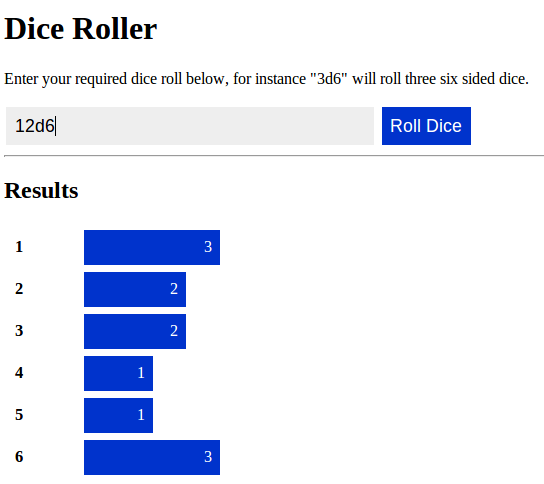 Dice Roller
Enter your required dice roll below, for instance "3d6" will roll three six sided dice.
12d6 Roll Dice
Results
1 3
2 2
3 2
4 1
5 1
6 3